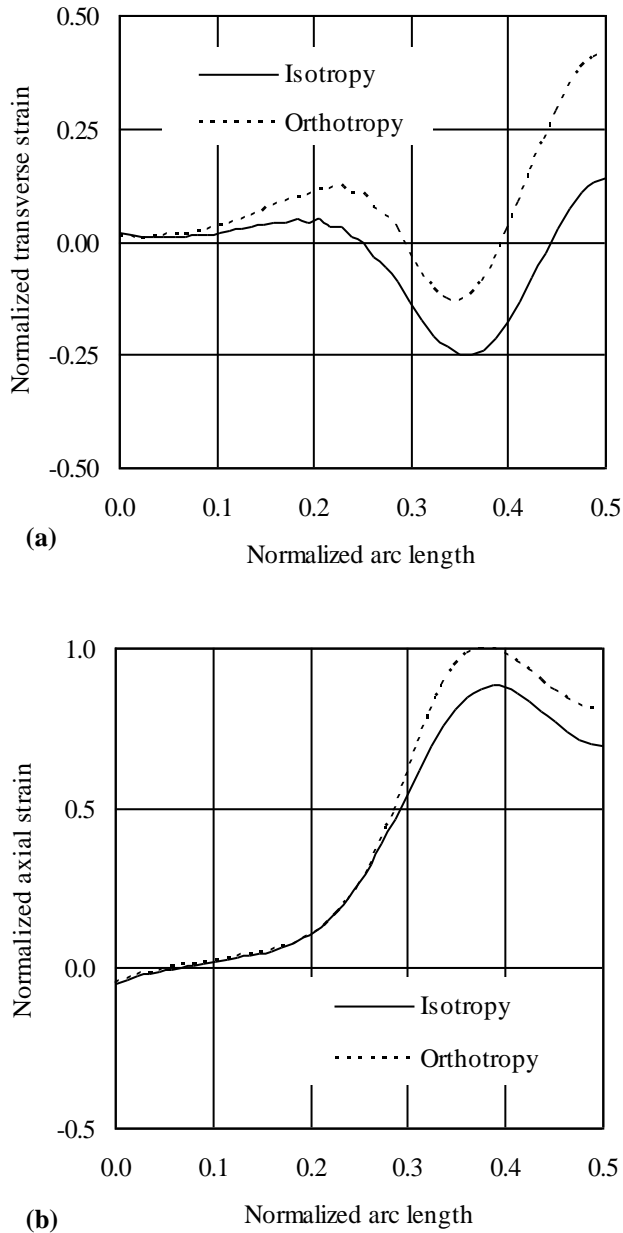 0.50
Isotropy
Orthotropy
0.25
0.00
-0.25
-0.50
Normalized transverse strain
0.0 0.1 0.2 0.3 0.4 0.5
(a)
Normalized arc length
1.0
0.5
0.0
-0.5
Normalized axial strain
Isotropy
Orthotropy
0.0 0.1 0.2 0.3 0.4 0.5
Normalized arc length
(b)